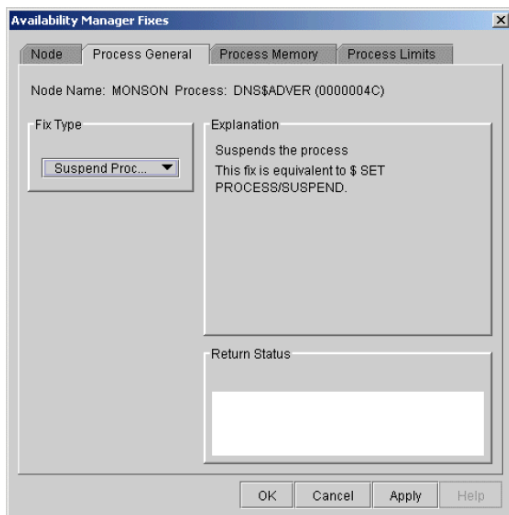 Availability Manager Fixes
Node Process General Process Memory Process Limits
Node Name: MONSON Process: DNS$ADVER (0000004C)
Fix Type
Suspend Proc...
Explanation
Suspends the process
This fix is equivalent to $ SET
PROCESS/SUSPEND.
Return Status
OK Cancel Apply Help